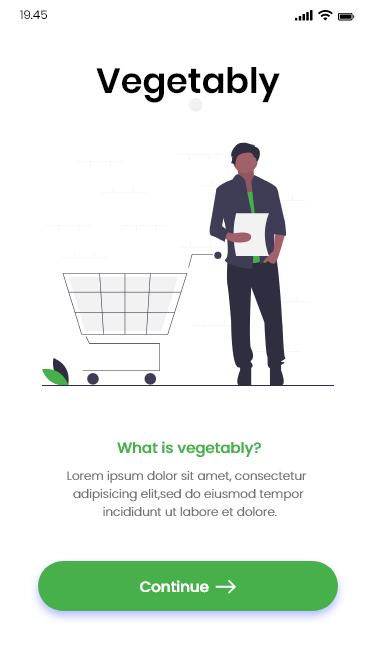 19.45
Vegetably
What is vegetably?
Lorem ipsum dolor sit amet, consectetur
adipisicing elit,sed do eiusmod tempor
incididunt ut labore et dolore.
Continue →